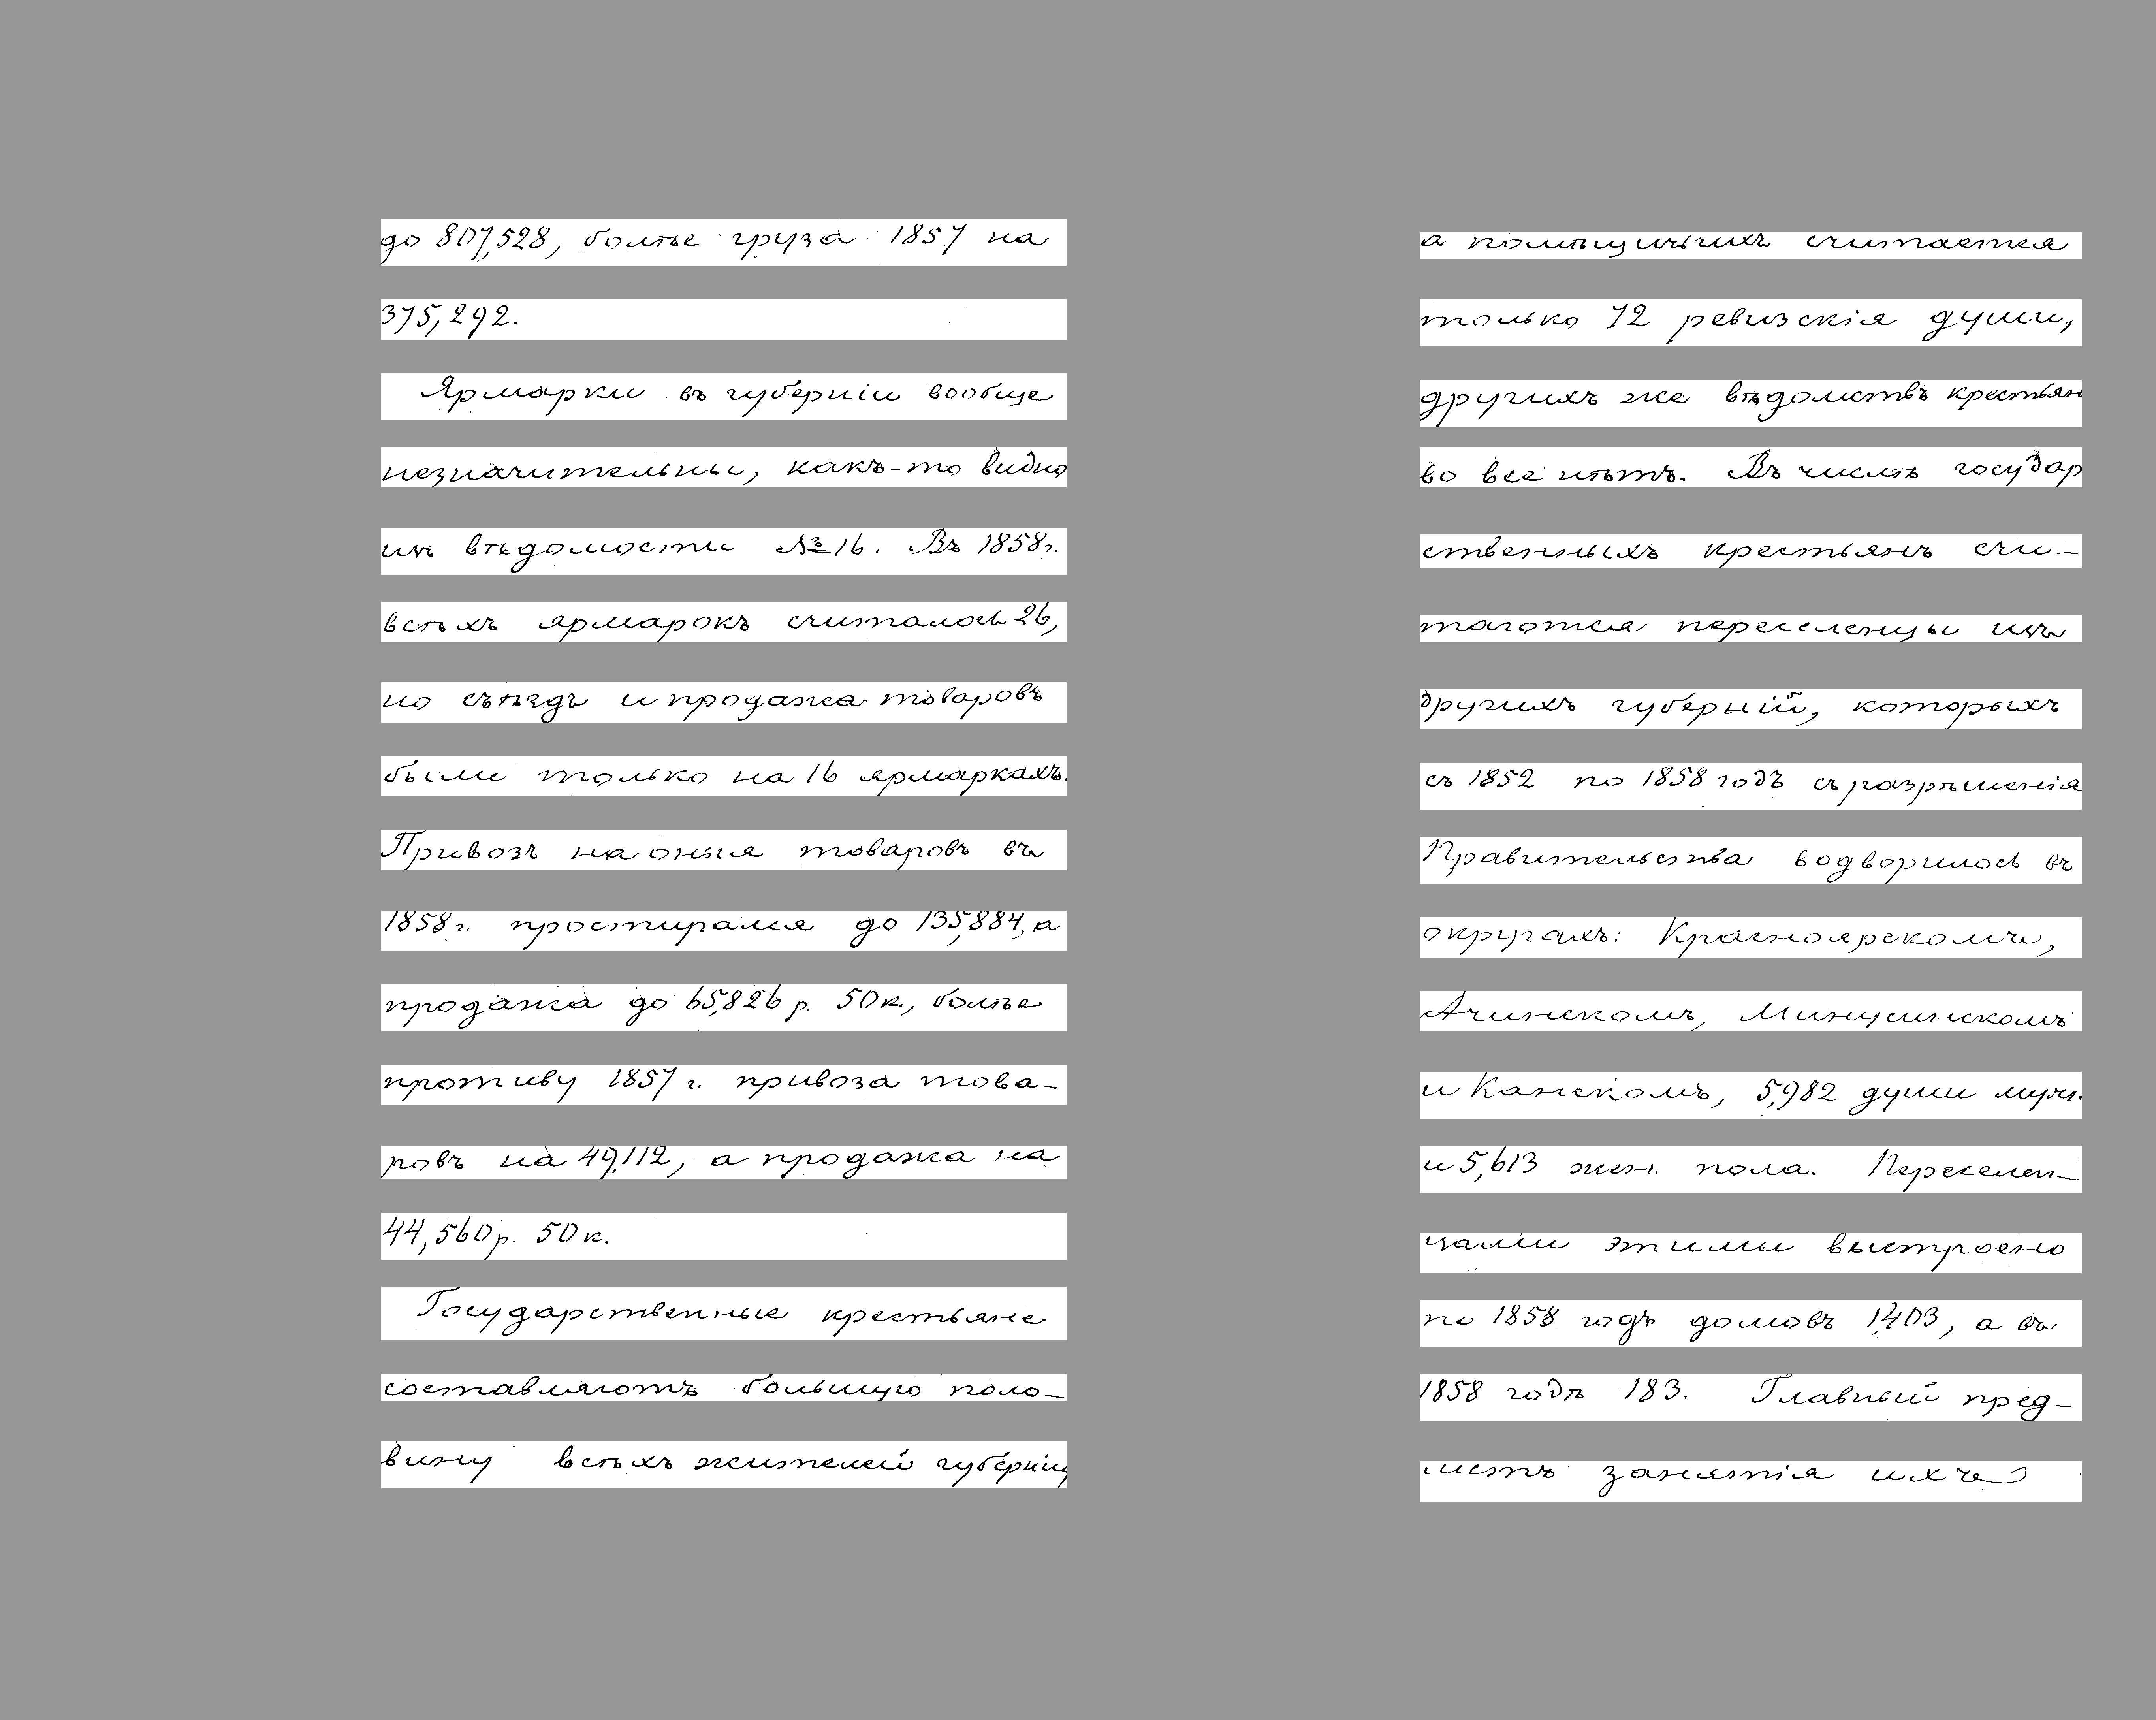 до 807,528, болѣе груза 1857 на
375,292.
Ярмарки въ губерніи вообще
незначительны, какъ-то видно
изъ вѣдомости № 16. Въ 1858 г.
всѣхъ ярмарокъ считалось 26,
но съѣздъ и продажа товаровъ
были только на 16 ярмаркахъ.
Привозъ на оныя товаровъ въ
1858 г. простирался до 135,884, а
продажа до 65,826 р. 50 к., болѣе
противу 1857 г. привоза това-
ровъ на 49,112, а продажа на
44,560 р. 50 к.
Государственные крестьяне
составляютъ большую поло-
вину всѣхъ жителей губерніи,
а помѣщичьихъ считается
только 72 ревизскія души,
другихъ же вѣдомствъ крестьян
во все нѣтъ. Въ числѣ государ
ственныхъ крестьянъ счи-
таются переселенцы изъ
другихъ губерній, которыхъ
съ 1852 по 1858 годъ съ разрѣшенія
Правительства водворилось въ
округахъ: Красноярскомъ,
Ачинскомъ, Минусинскомъ
и Канскомъ, 5,982 души муж.
и 5,613 жен. пола. Переселен-
цами этими выстроено
по 1858 годъ домовъ 1,403, а въ
1858 годѣ 183. Главный пред-
метъ занятія ихъ